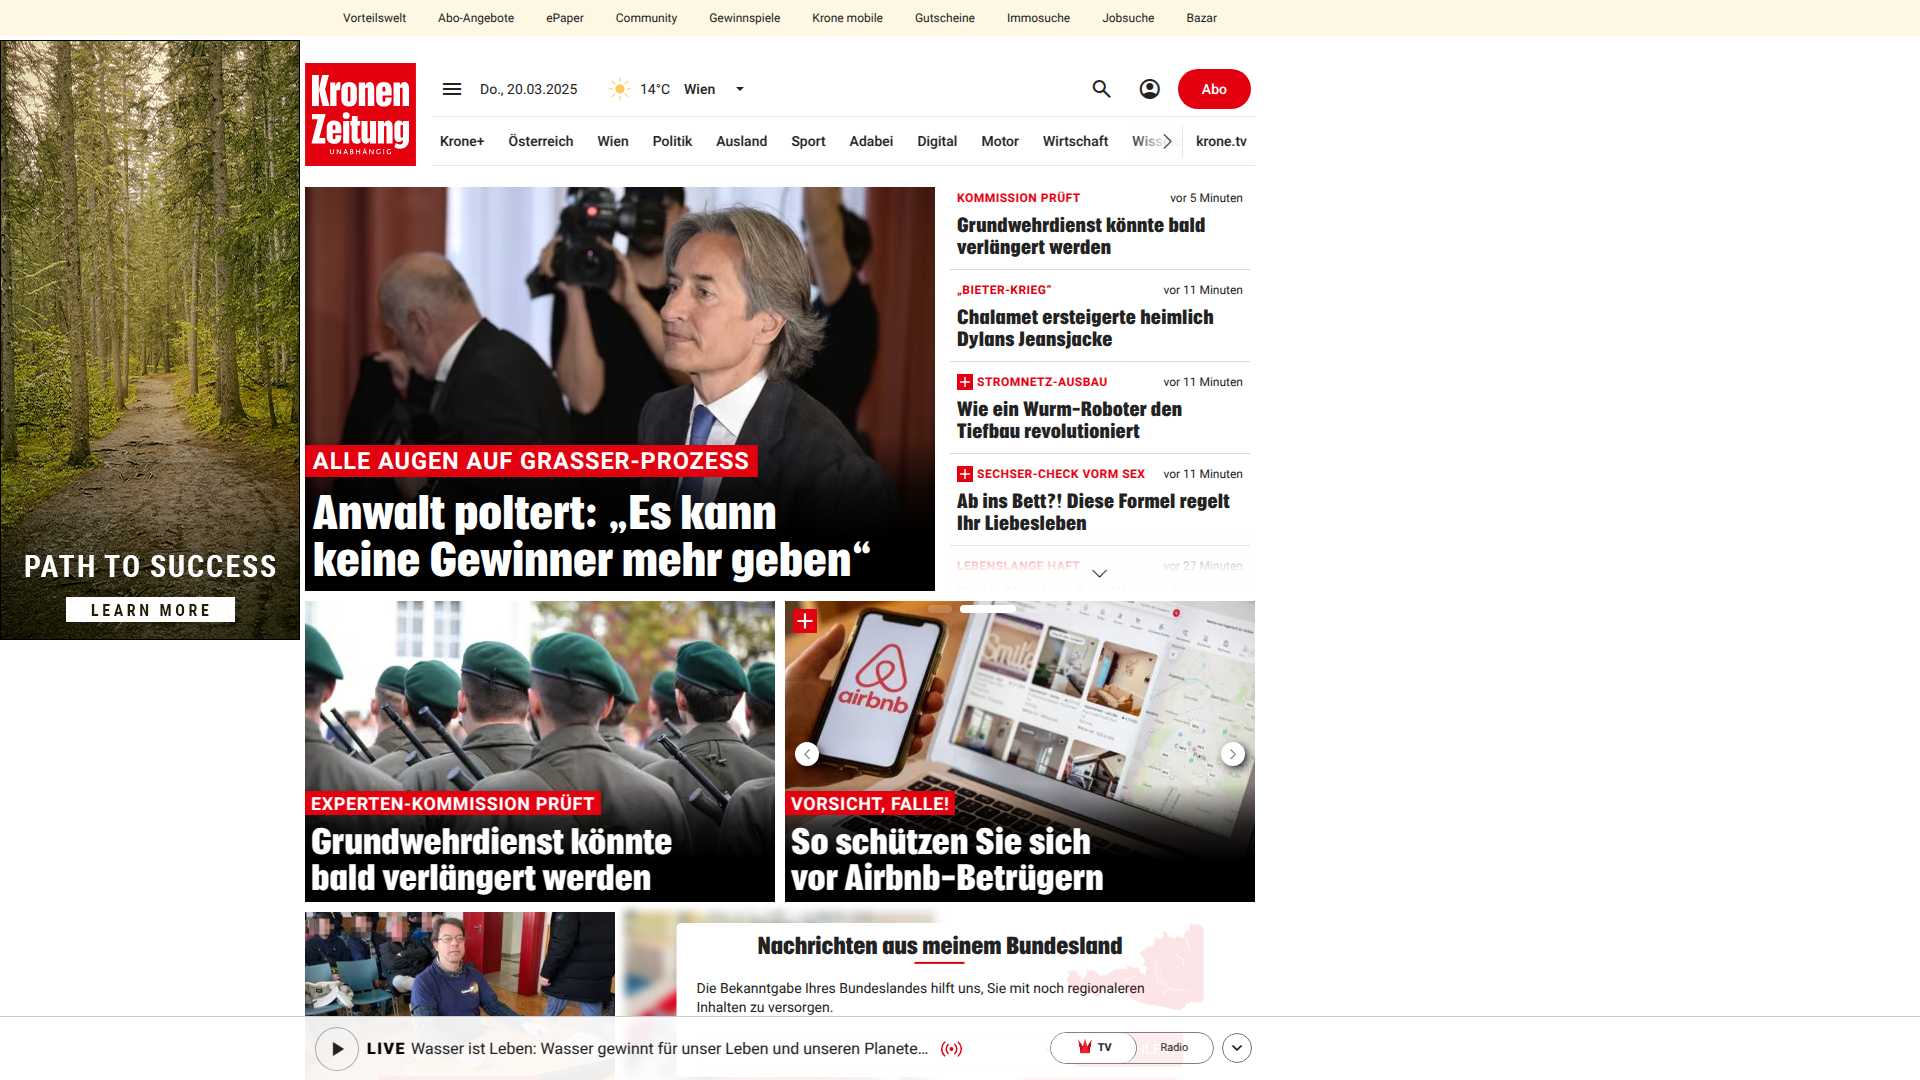 Vorteilswelt Abo-Angebote ePaper Community Gewinnspiele Krone mobile Gutscheine Immosuche Jobsuche Bazar
Kronen
Zeitung
UNABHÄNGIG
Do., 20.03.2025 14°C Wien
Abo
Krone+ Österreich Wien Politik Ausland Sport Adabei Digital Motor Wirtschaft Wiss krone.tv
PATH TO SUCCESS
LEARN MORE
ALLE AUGEN AUF GRASSER-PROZESS
Anwalt poltert: „Es kann
keine Gewinner mehr geben“
KOMMISSION PRÜFT vor 5 Minuten
Grundwehrdienst könnte bald
verlängert werden
„BIETER-KRIEG“ vor 11 Minuten
Chalamet ersteigerte heimlich
Dylans Jeansjacke
STROMNETZ-AUSBAU vor 11 Minuten
Wie ein Wurm-Roboter den
Tiefbau revolutioniert
SECHSER-CHECK VORM SEX vor 11 Minuten
Ab ins Bett?! Diese Formel regelt
Ihr Liebesleben
LEBENSLANGE HAFT vor 27 Minuten
EXPERTEN-KOMMISSION PRÜFT
Grundwehrdienst könnte
bald verlängert werden
Smile
airbnb
VORSICHT, FALLE!
So schützen Sie sich
vor Airbnb-Betrügern
Nachrichten aus meinem Bundesland
Die Bekanntgabe Ihres Bundeslandes hilft uns, Sie mit noch regionaleren
Inhalten zu versorgen.
LIVE Wasser ist Leben: Wasser gewinnt für unser Leben und unseren Planete...
TV Radio